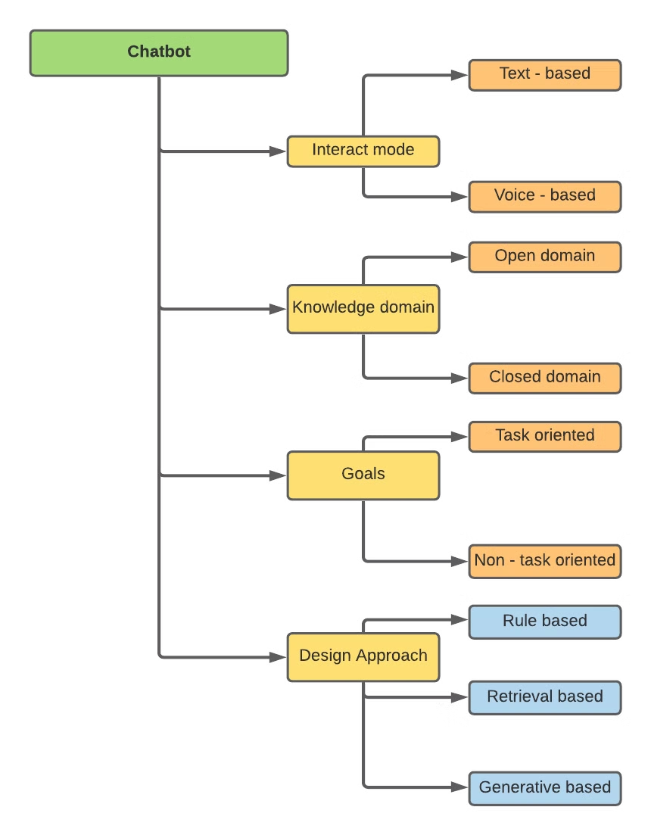 Chatbot
Text - based
Interact mode
Voice - based
Open domain
Knowledge domain
Closed domain
Task oriented
Goals
Non - task oriented
Rule based
Design Approach
Retrieval based
Generative based